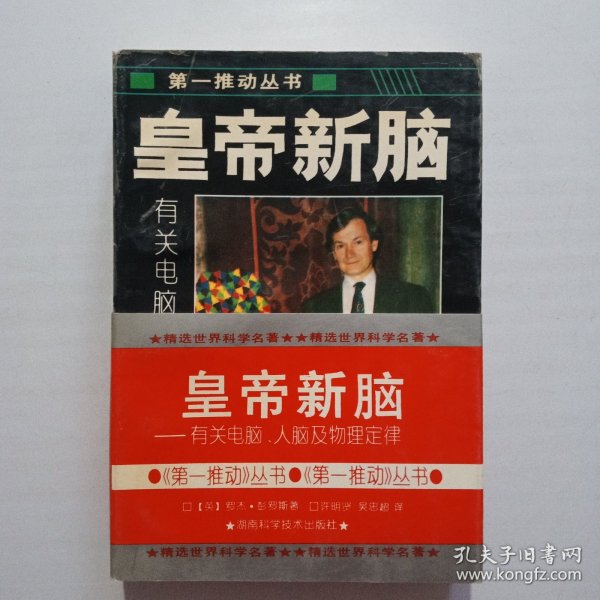 第一推动丛书
皇帝新脑
有关电脑
★精选世界科学名著★★精选世界科学名著★
皇帝新脑
——有关电脑、人脑及物理定律
●《第一推动》丛书●《第一推动》丛书●
□【英】罗杰·彭罗斯著 □许明贤 吴忠超 译
★湖南科学技术出版社★
★精选世界科学名著★★精选世界科学名著★
孔夫子旧书网
www.kongfz.com